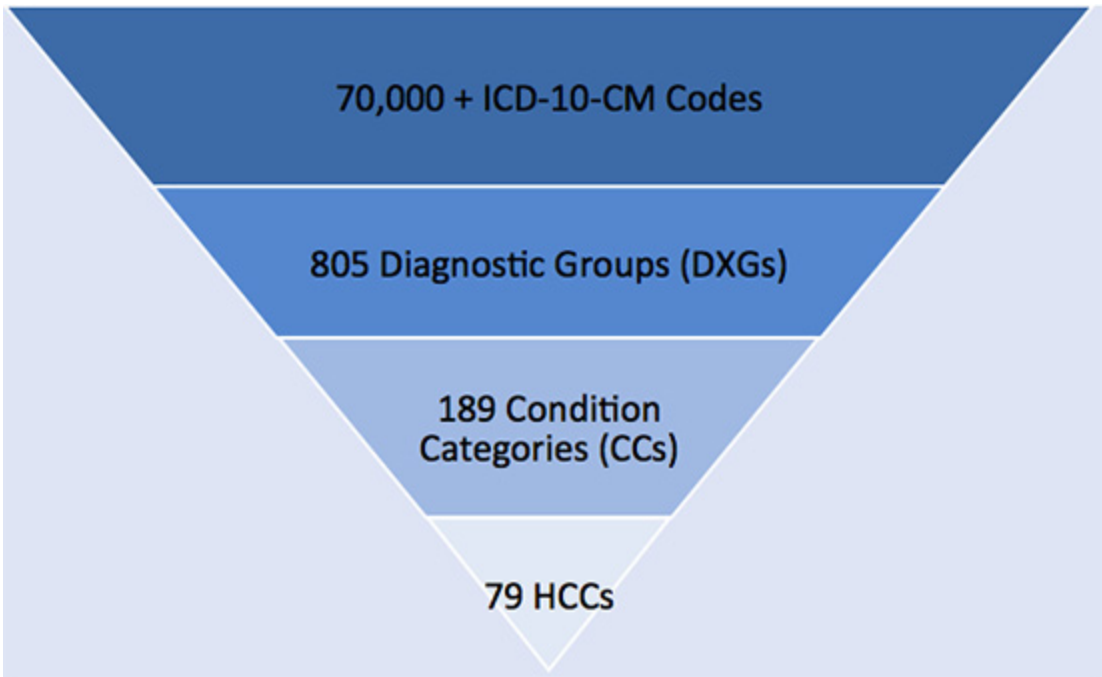 70,000 + ICD-10-CM Codes
805 Diagnostic Groups (DXGs)
189 Condition
Categories (CCs)
79 HCCs